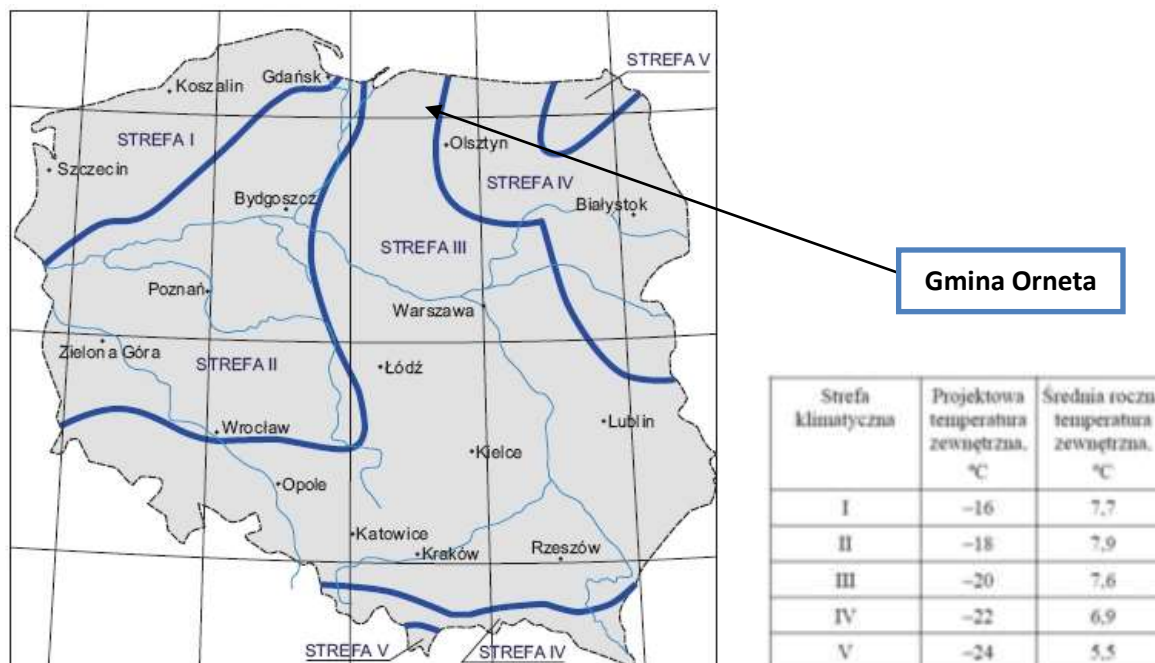 STREFA V
Gdańsk
Koszalin
Olsztyn
STREFA I
Szczecin
STREFA IV
Bydgoszcz
Białystok
STREFA III
Gmina Orneta
Poznań
Warszawa
Zielona Góra
STREFA II
Łódź
Lublin
Wrocław
Kielce
Opole
Katowice
Kraków
Rzeszów
STREFA V
STREFA IV
Strefa klimatyczna
Projektowa temperatura zewnętrzna, °C
Średnia roczn temperatura zewnętrzna, °C
I –16 7,7
II –18 7,9
III –20 7,6
IV –22 6,9
V –24 5,5